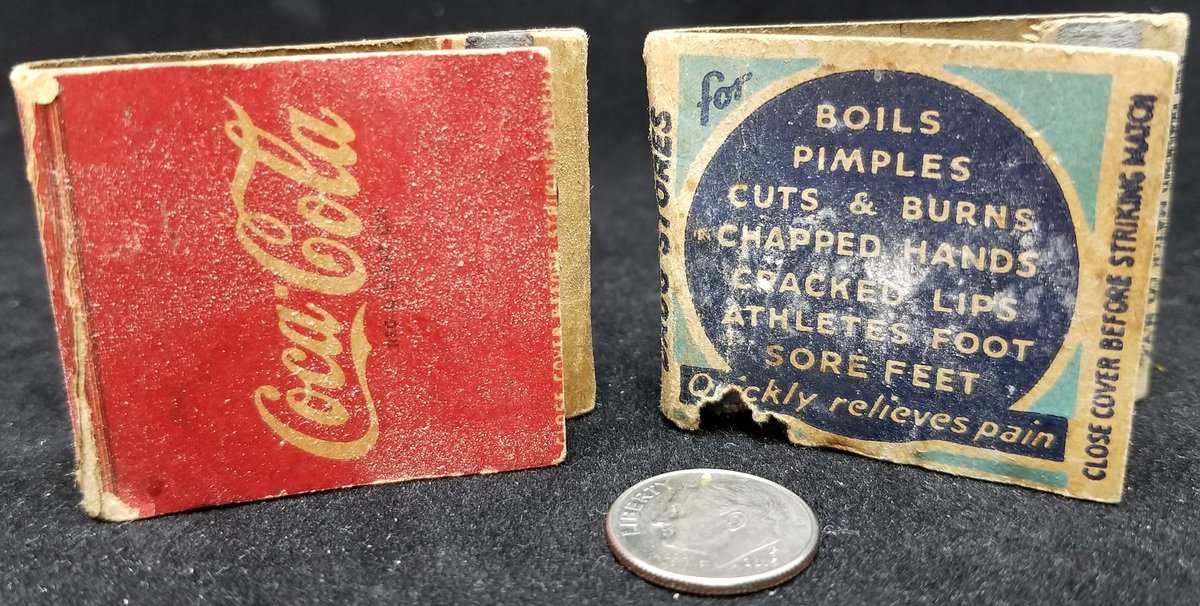 Coca-Cola
for
BOILS
PIMPLES
CUTS & BURNS
CHAPPED HANDS
CRACKED LIPS
ATHLETES FOOT
SORE FEET
Quickly relieves pain
CLOSE COVER BEFORE STRIKING MATCH
LIBERTY